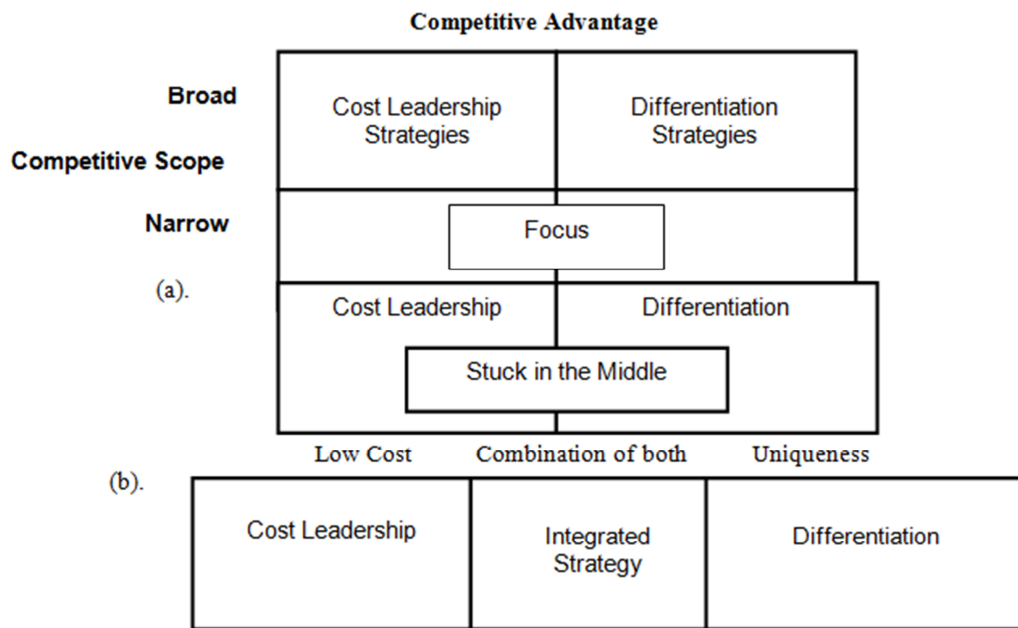 Competitive Advantage
Broad
Cost Leadership
Strategies
Differentiation
Strategies
Competitive Scope
Narrow
Focus
(a).
Cost Leadership
Differentiation
Stuck in the Middle
Low Cost
Combination of both
Uniqueness
(b).
Cost Leadership
Integrated
Strategy
Differentiation